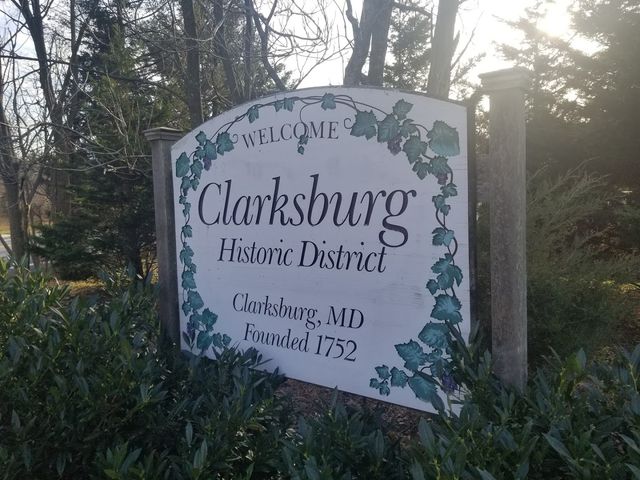 WELCOME
Clarksburg
Historic District
Clarksburg, MD
Founded 1752